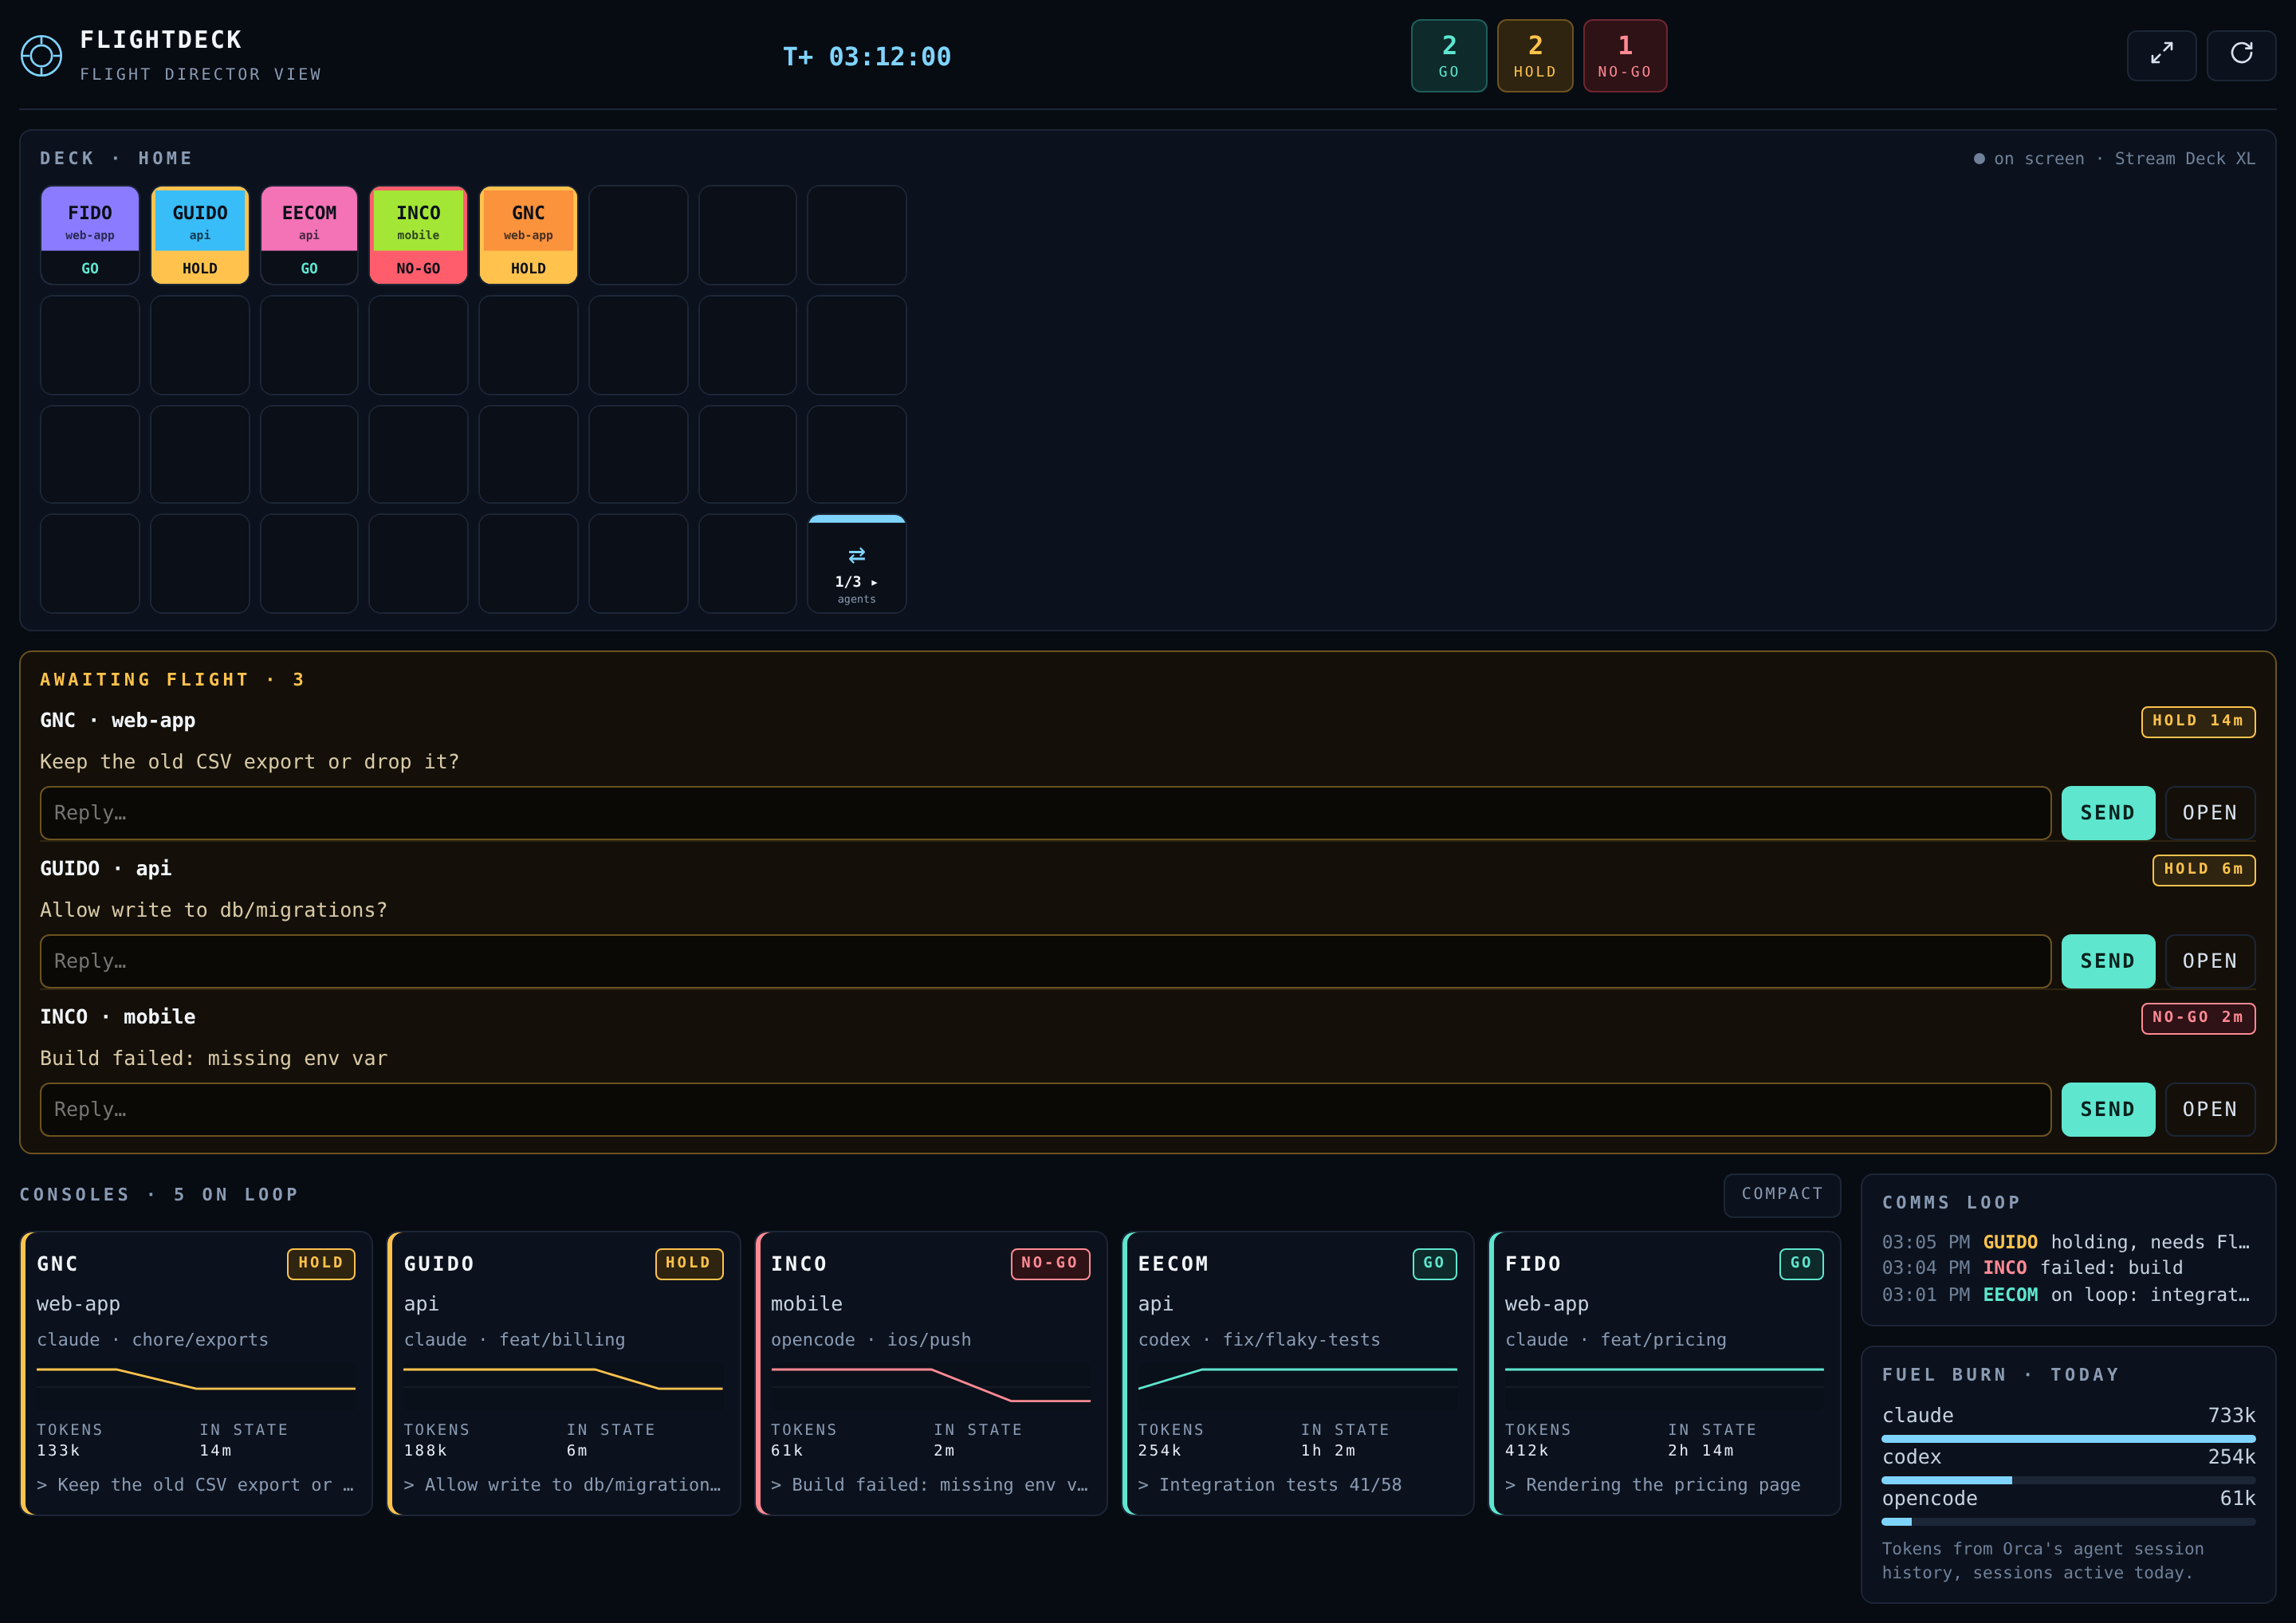 FLIGHTDECK
FLIGHT DIRECTOR VIEW
T+ 03:12:00
2 GO
2 HOLD
1 NO-GO
DECK · HOME
on screen · Stream Deck XL
FIDO web-app GO
GUIDO api HOLD
EECOM api GO
INCO mobile NO-GO
GNC web-app HOLD
⇄
1/3 ▸
agents
AWAITING FLIGHT · 3
GNC · web-app
HOLD 14m
Keep the old CSV export or drop it?
Reply…
SEND
OPEN
GUIDO · api
HOLD 6m
Allow write to db/migrations?
Reply…
SEND
OPEN
INCO · mobile
NO-GO 2m
Build failed: missing env var
Reply…
SEND
OPEN
CONSOLES · 5 ON LOOP
COMPACT
GNC
HOLD
web-app
claude · chore/exports
TOKENS IN STATE
133k 14m
> Keep the old CSV export or …
GUIDO
HOLD
api
claude · feat/billing
TOKENS IN STATE
188k 6m
> Allow write to db/migration…
INCO
NO-GO
mobile
opencode · ios/push
TOKENS IN STATE
61k 2m
> Build failed: missing env v…
EECOM
GO
api
codex · fix/flaky-tests
TOKENS IN STATE
254k 1h 2m
> Integration tests 41/58
FIDO
GO
web-app
claude · feat/pricing
TOKENS IN STATE
412k 2h 14m
> Rendering the pricing page
COMMS LOOP
03:05 PM GUIDO holding, needs Fl…
03:04 PM INCO failed: build
03:01 PM EECOM on loop: integrat…
FUEL BURN · TODAY
claude 733k
codex 254k
opencode 61k
Tokens from Orca's agent session
history, sessions active today.